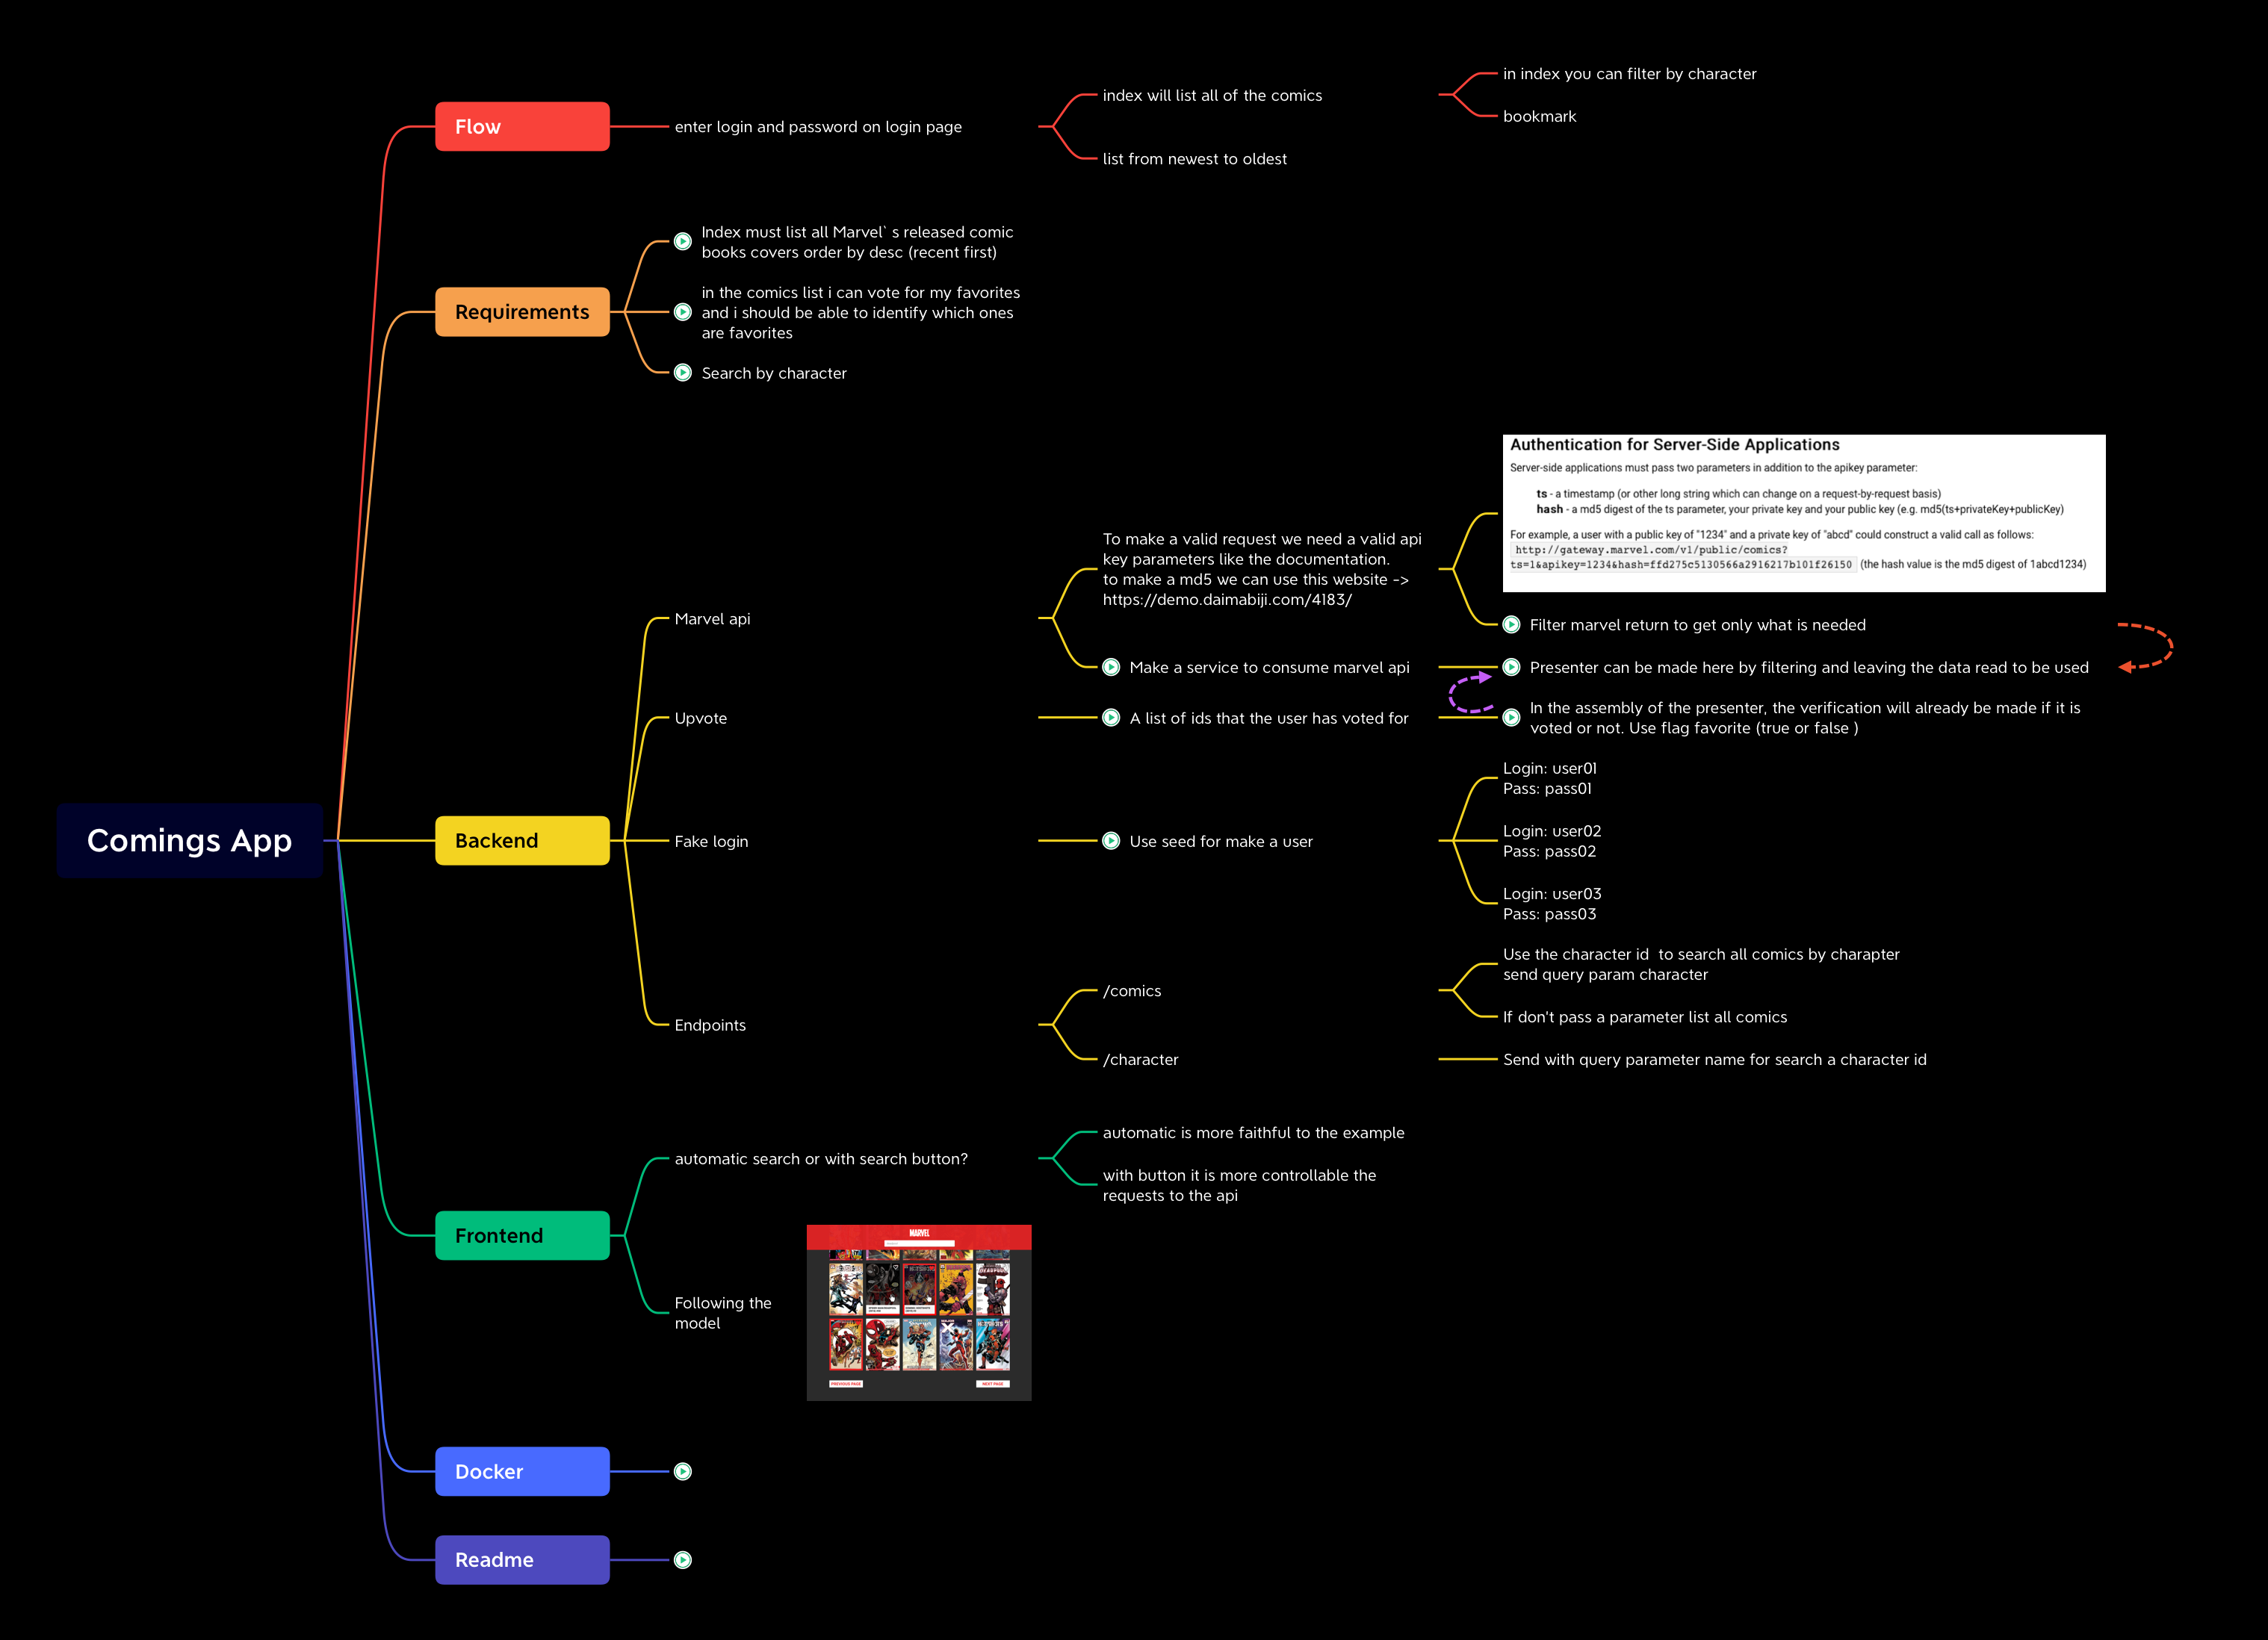 Comings App
Flow
enter login and password on login page
index will list all of the comics
in index you can filter by character
bookmark
list from newest to oldest
Requirements
Index must list all Marvel` s released comic
books covers order by desc (recent first)
in the comics list i can vote for my favorites
and i should be able to identify which ones
are favorites
Search by character
Backend
Marvel api
To make a valid request we need a valid api
key parameters like the documentation.
to make a md5 we can use this website ->
https://demo.daimabiji.com/4183/
Authentication for Server-Side Applications
Server-side applications must pass two parameters in addition to the apikey parameter:
ts - a timestamp (or other long string which can change on a request-by-request basis)
hash - a md5 digest of the ts parameter, your private key and your public key (e.g. md5(ts+privateKey+publicKey)
For example, a user with a public key of "1234" and a private key of "abcd" could construct a valid call as follows:
http://gateway.marvel.com/v1/public/comics?
ts=1&apikey=1234&hash=ffd275c5130566a2916217b101f26150 (the hash value is the md5 digest of 1abcd1234)
Filter marvel return to get only what is needed
Make a service to consume marvel api
Presenter can be made here by filtering and leaving the data read to be used
Upvote
A list of ids that the user has voted for
In the assembly of the presenter, the verification will already be made if it is
voted or not. Use flag favorite (true or false )
Fake login
Use seed for make a user
Login: user01
Pass: pass01
Login: user02
Pass: pass02
Login: user03
Pass: pass03
Endpoints
/comics
Use the character id  to search all comics by charapter
send query param character
If don't pass a parameter list all comics
/character
Send with query parameter name for search a character id
Frontend
automatic search or with search button?
automatic is more faithful to the example
with button it is more controllable the
requests to the api
Following the
model
MARVEL
DEADPOOL
PREVIOUS PAGE
NEXT PAGE
Docker
Readme